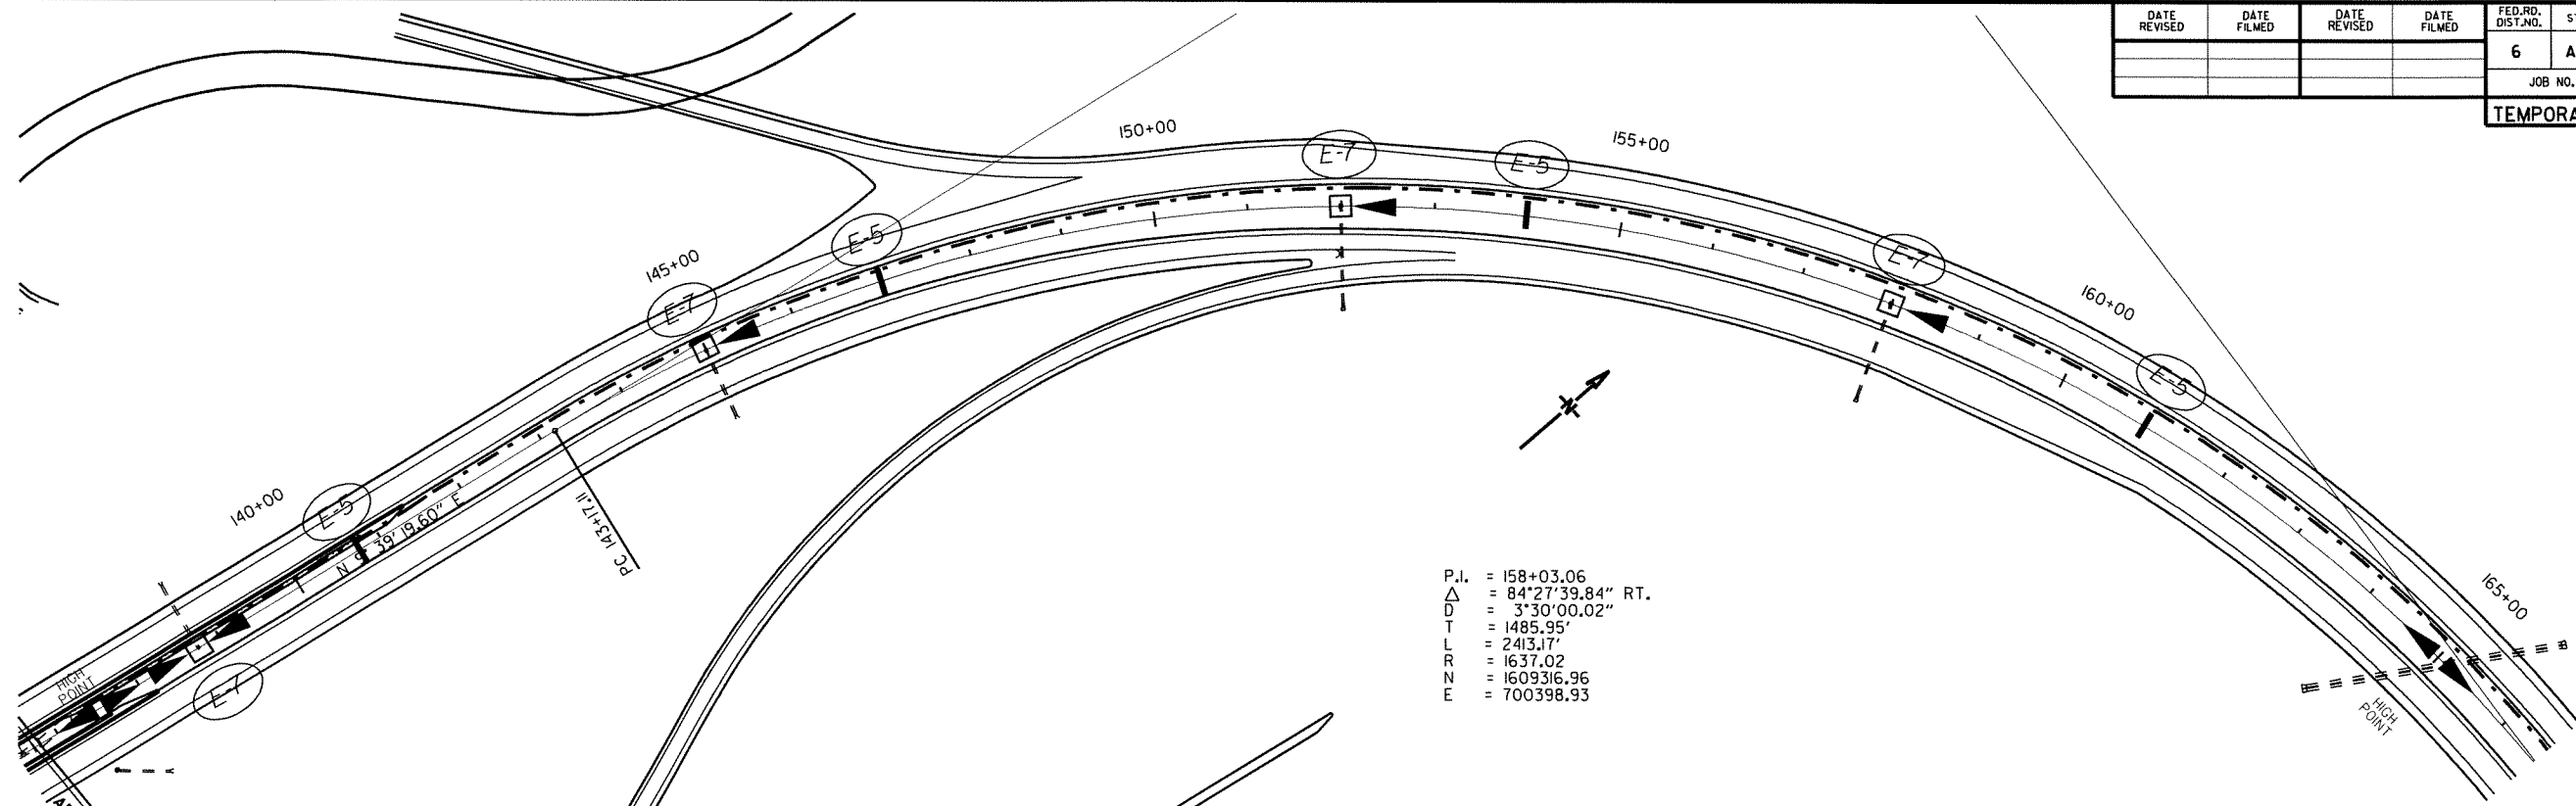 DATE REVISED DATE FILMED DATE REVISED DATE FILMED FED.RD. DIST.NO.
6
JOB NO.
TEMPORA
150+00
E-7
E-5
155+00
145+00
E-5
E-7
E-7
160+00
E-5
140+00
E-5
N 39' 19.60" E
PC 143+17.11
E-7
HIGH POINT
165+00
HIGH POINT
N
P.I. = 158+03.06
△ = 84°27'39.84" RT.
D = 3°30'00.02"
T = 1485.95'
L = 2413.17'
R = 1637.02
N = 1609316.96
E = 700398.93